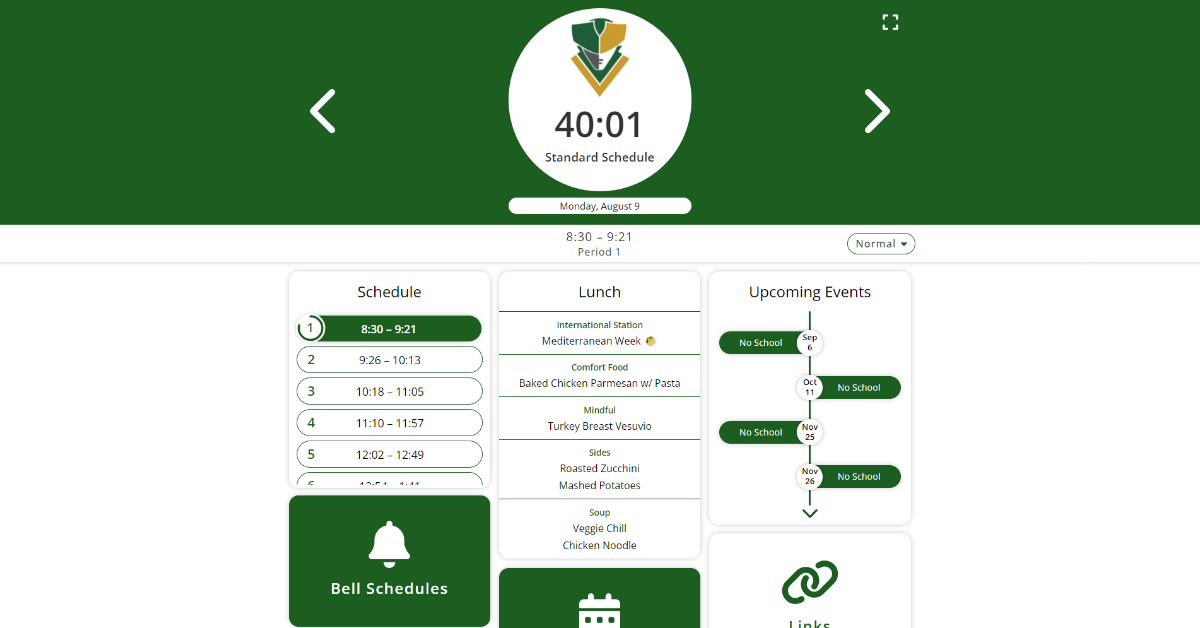 40:01
Standard Schedule
Monday, August 9
8:30 – 9:21
Period 1
Normal
Schedule
1 8:30 – 9:21
2 9:26 – 10:13
3 10:18 – 11:05
4 11:10 – 11:57
5 12:02 – 12:49
Bell Schedules
Lunch
International Station
Mediterranean Week
Comfort Food
Baked Chicken Parmesan w/ Pasta
Mindful
Turkey Breast Vesuvio
Sides
Roasted Zucchini
Mashed Potatoes
Soup
Veggie Chill
Chicken Noodle
Upcoming Events
No School Sep 6
Oct 11 No School
No School Nov 25
Nov 26 No School
Links